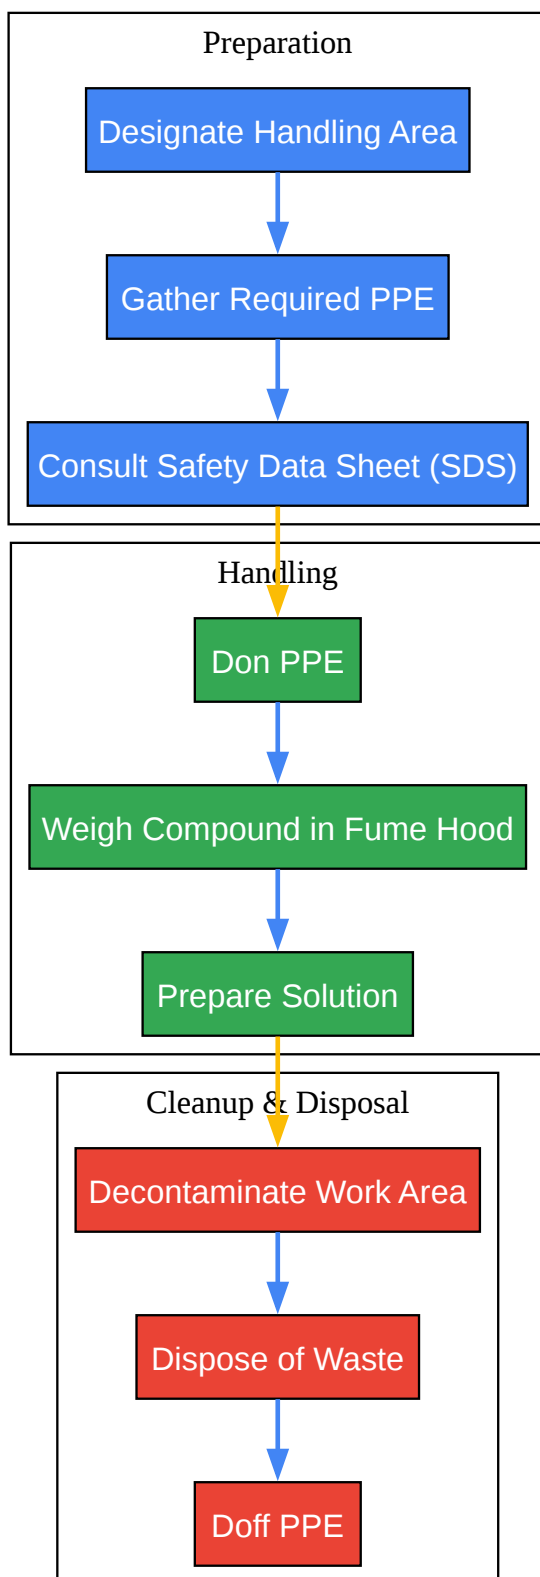 Preparation
Designate Handling Area
Gather Required PPE
Consult Safety Data Sheet (SDS)
Handling
Don PPE
Weigh Compound in Fume Hood
Prepare Solution
Cleanup & Disposal
Decontaminate Work Area
Dispose of Waste
Doff PPE